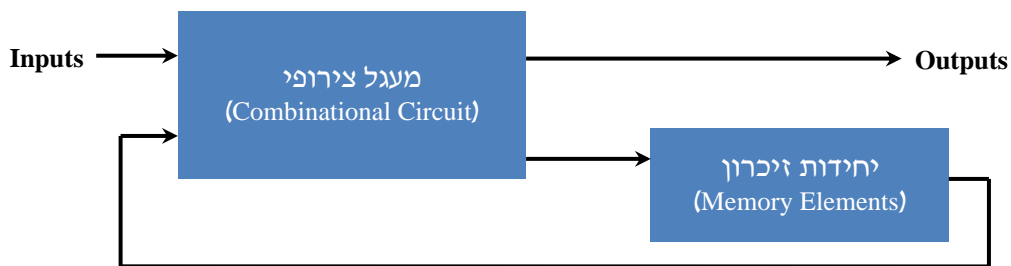 Inputs
מעגל צירופי
(Combinational Circuit)
Outputs
יחידות זיכרון
(Memory Elements)